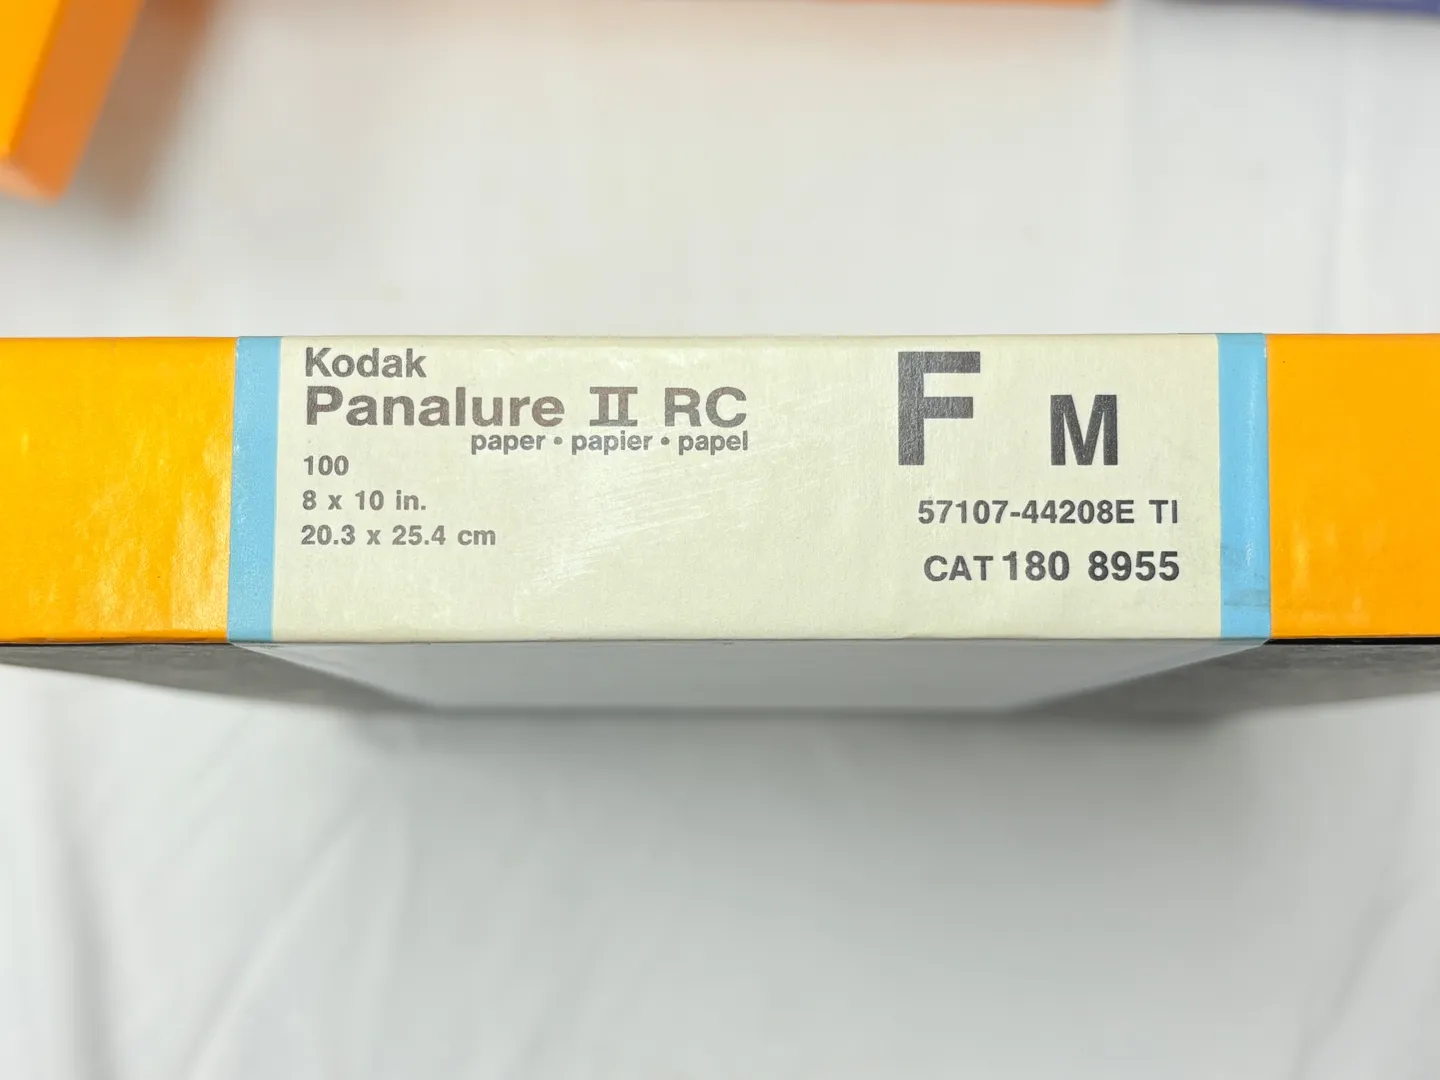 Kodak
Panalure II RC
paper • papier • papel
100
8 x 10 in.
20.3 x 25.4 cm
F M
57107-44208E TI
CAT 180 8955